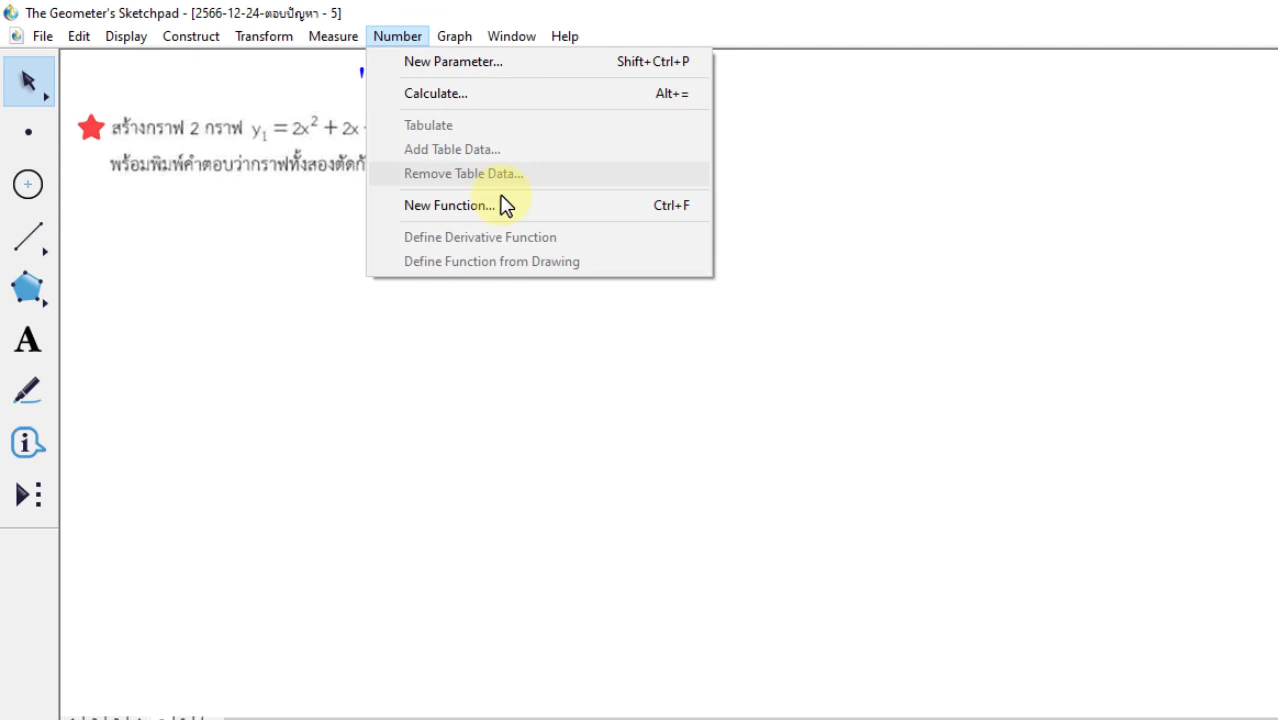 The Geometer's Sketchpad - [2566-12-24-ตอบปัญหา - 5]
File Edit Display Construct Transform Measure Number Graph Window Help
New Parameter... Shift+Ctrl+P
Calculate... Alt+=
Tabulate
Add Table Data...
Remove Table Data...
New Function... Ctrl+F
Define Derivative Function
Define Function from Drawing
สร้างกราฟ 2 กราฟ y₁ = 2x² + 2x
พร้อมพิมพ์คำตอบว่ากราฟทั้งสองตัดกั
A
i